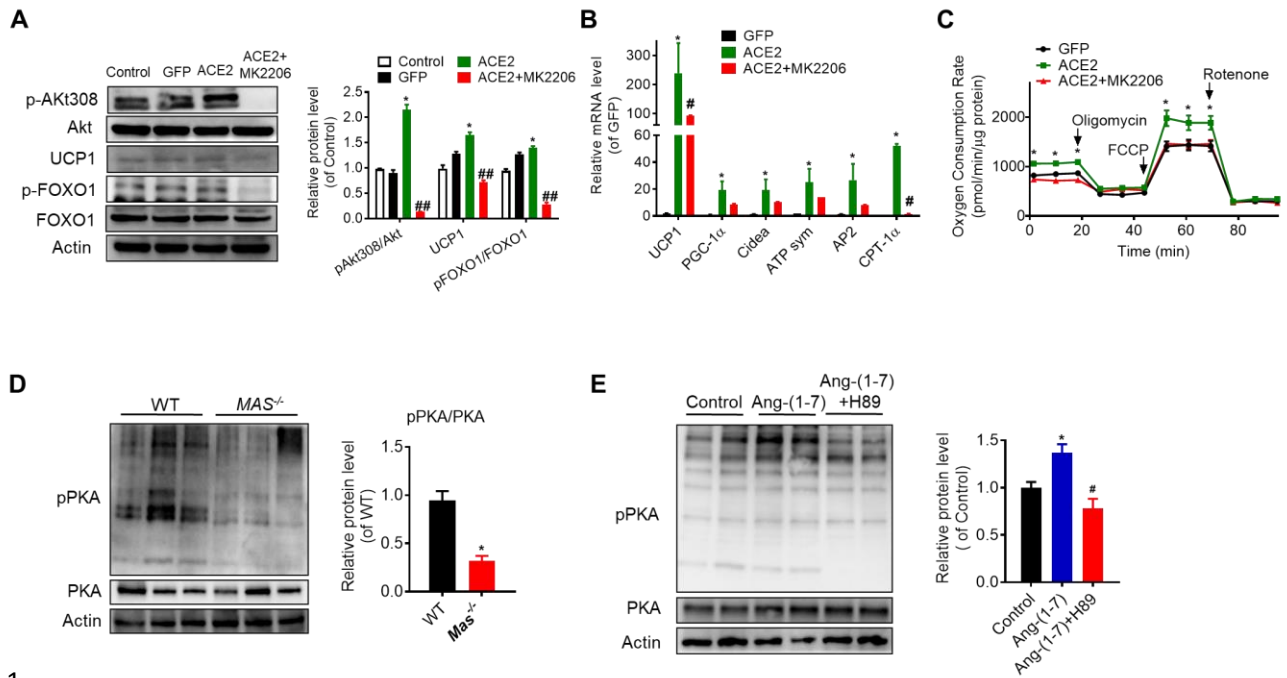 A
Control GFP ACE2 ACE2+
MK2206
p-AKt308
Akt
UCP1
p-FOXO1
FOXO1
Actin
Control ACE2
GFP ACE2+MK2206
Relative protein level
(of Control)
2.5
2.0
1.5
1.0
0.5
0.0
* ## * ## * ##
pAkt308/Akt
UCP1
pFOXO1/FOXO1
B
GFP
ACE2
ACE2+MK2206
Relative mRNA level
(of GFP)
300
200
100
60
40
20
0
* # * * * * * #
UCP1
PGC-1α
Cidea
ATP sym
AP2
CPT-1α
C
GFP
ACE2
ACE2+MK2206
Rotenone
Oligomycin
FCCP
* * * * * *
Oxygen Consumption Rate
(pmol/min/μg protein)
2000
1000
0
0 20 40 60 80
Time (min)
D
WT MAS-/-
pPKA
PKA
Actin
pPKA/PKA
Relative protein level
(of WT)
1.5
1.0
0.5
0.0
*
WT
Mas-/-
E
Control Ang-(1-7) Ang-(1-7)
+H89
pPKA
PKA
Actin
Relative protein level
( of Control)
1.5
1.0
0.5
0.0
* #
Control
Ang-(1-7)
Ang-(1-7)+H89